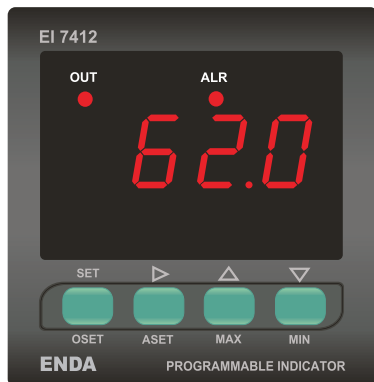 EI 7412
OUT ALR
62.0
SET
OSET ASET MAX MIN
ENDA PROGRAMMABLE INDICATOR